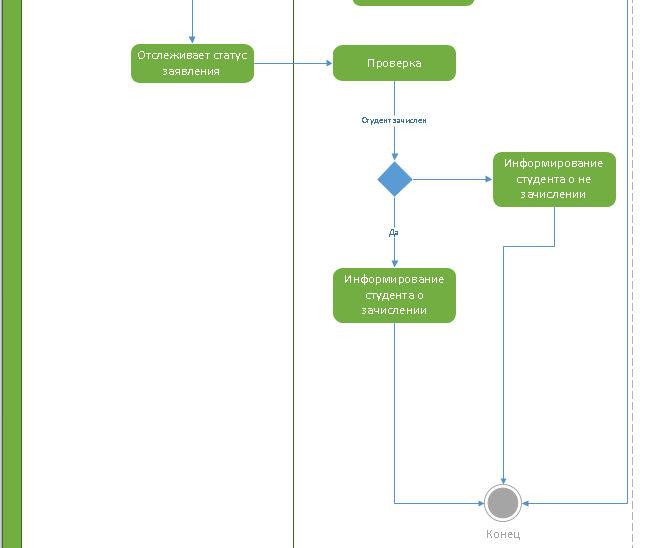 Отслеживает статус
заявления
Проверка
Студент зачислен
Информирование
студента о не
зачислении
Да
Информирование
студента о
зачислении
Конец